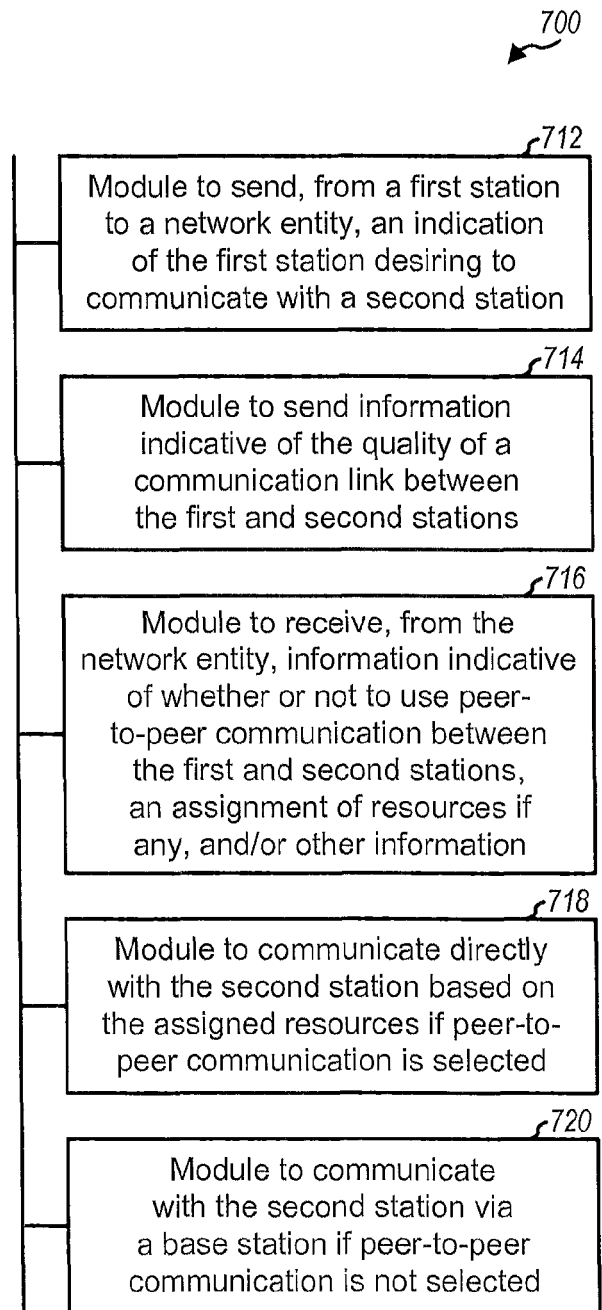 700
712
Module to send, from a first station
to a network entity, an indication
of the first station desiring to
communicate with a second station
714
Module to send information
indicative of the quality of a
communication link between
the first and second stations
716
Module to receive, from the
network entity, information indicative
of whether or not to use peer-
to-peer communication between
the first and second stations,
an assignment of resources if
any, and/or other information
718
Module to communicate directly
with the second station based on
the assigned resources if peer-to-
peer communication is selected
720
Module to communicate
with the second station via
a base station if peer-to-peer
communication is not selected